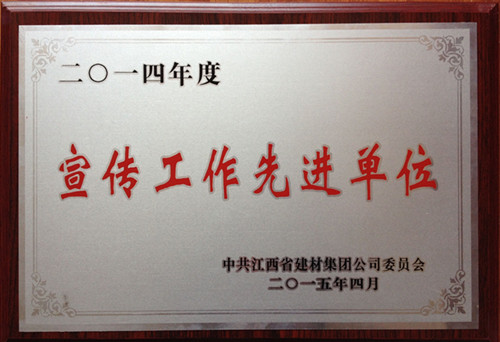 二〇一四年度
宣传工作先进单位
中共江西省建材集团公司委员会
二〇一五年四月